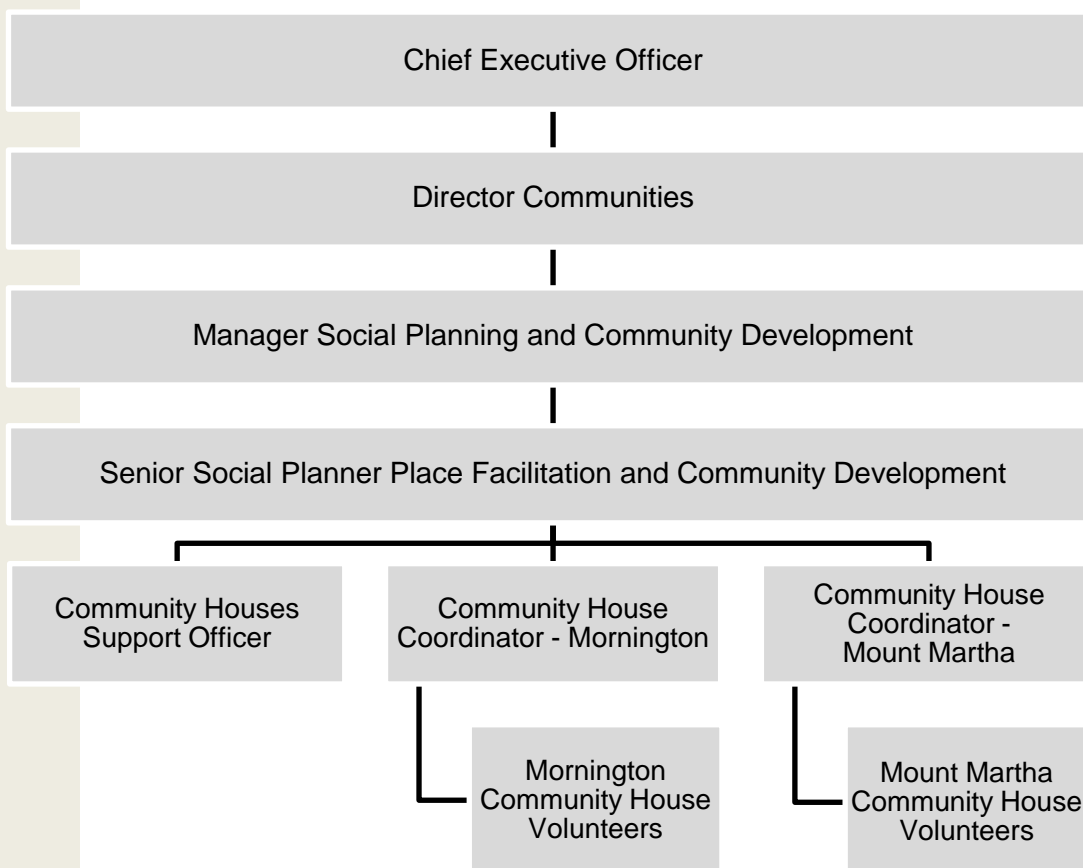 Chief Executive Officer
Director Communities
Manager Social Planning and Community Development
Senior Social Planner Place Facilitation and Community Development
Community Houses
Support Officer
Community House
Coordinator - Mornington
Community House
Coordinator -
Mount Martha
Mornington
Community House
Volunteers
Mount Martha
Community House
Volunteers